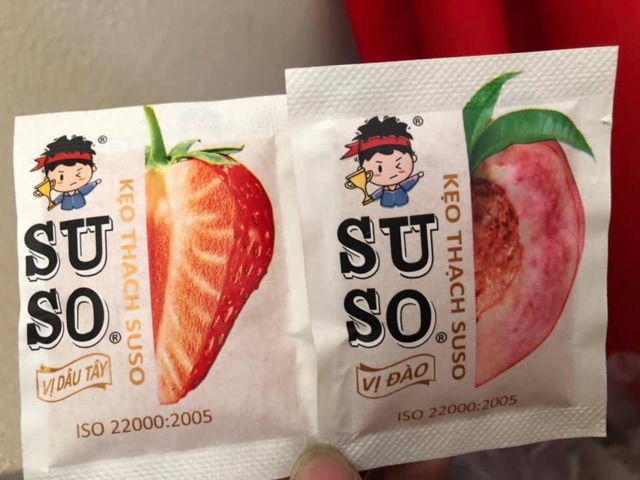 SU
SO®
KẸO THẠCH SUSO
VỊ DÂU TÂY
ISO 22000:2005
SU
SO®
KẸO THẠCH SUSO
VỊ ĐÀO
ISO 22000:2005